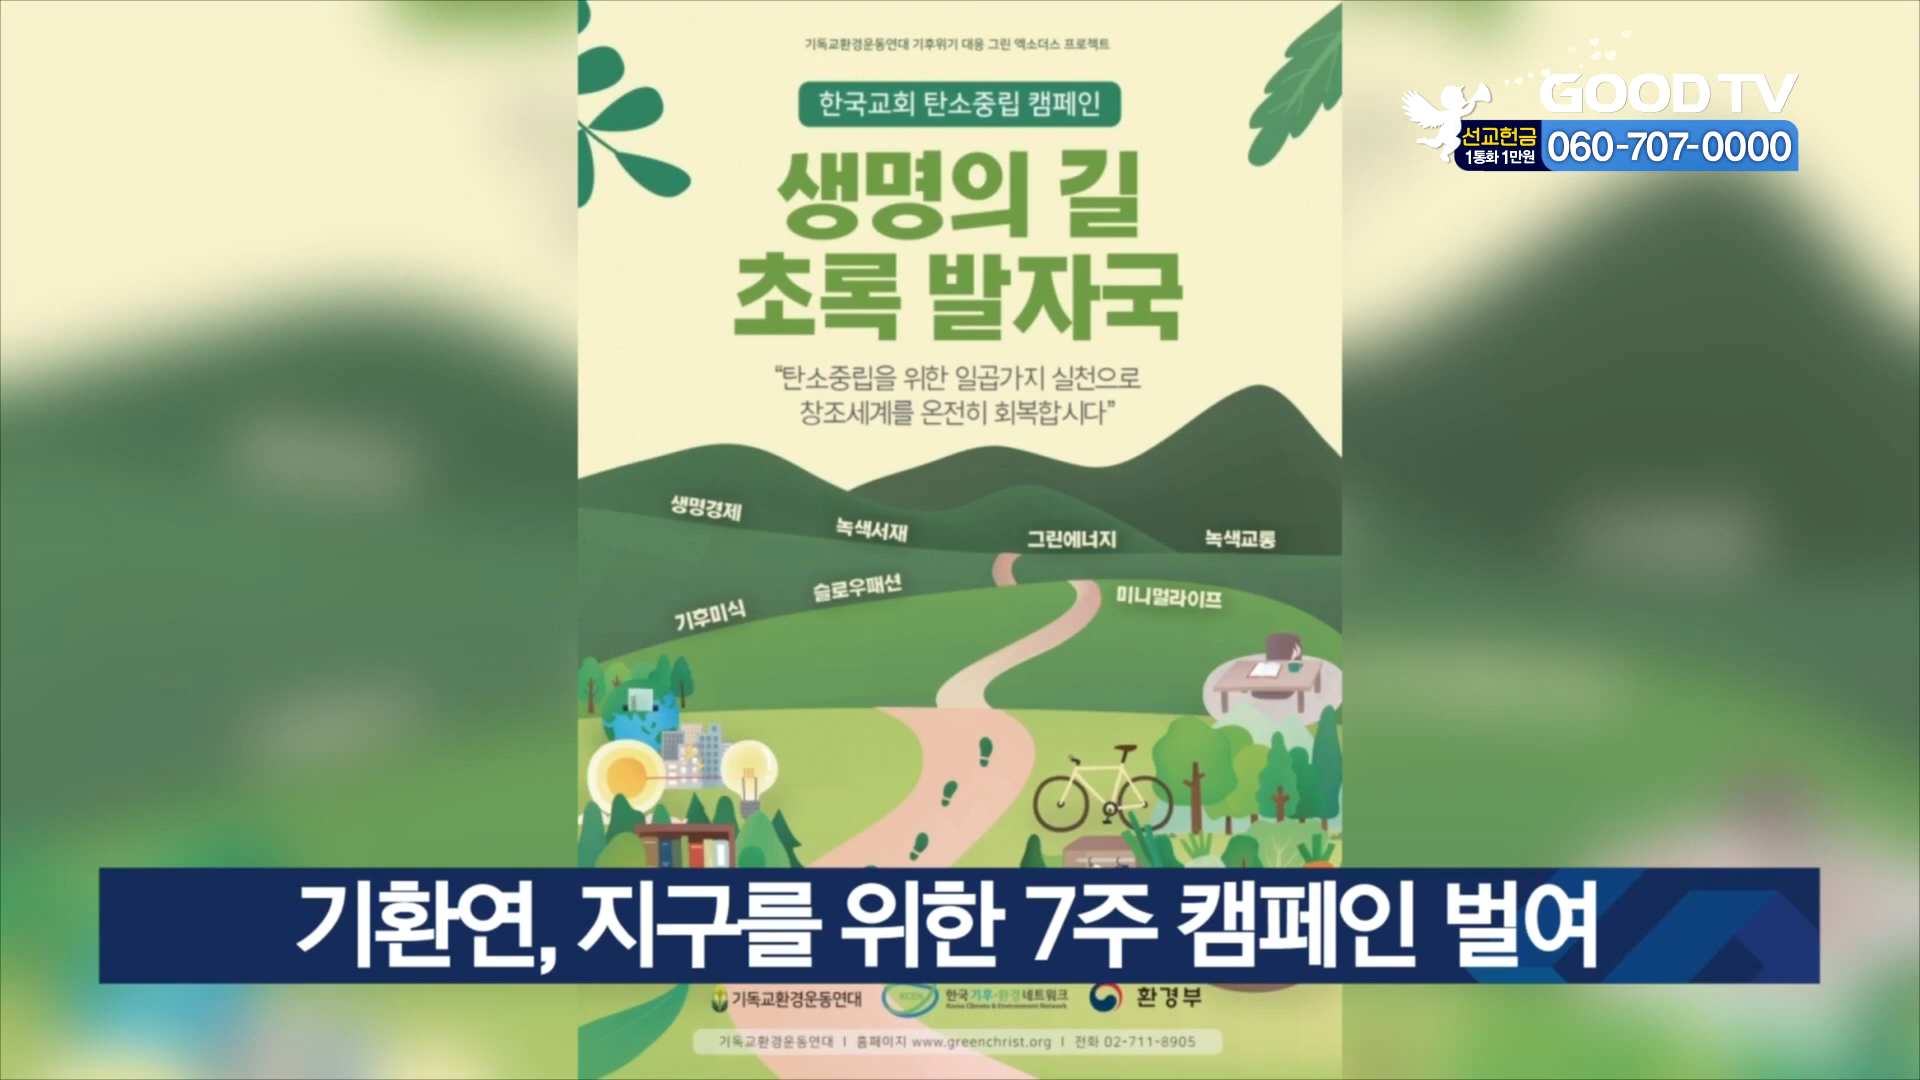 기독교환경운동연대 기후위기 대응 그린 엑소더스 프로젝트
한국교회 탄소중립 캠페인
생명의 길
초록 발자국
“탄소중립을 위한 일곱가지 실천으로
창조세계를 온전히 회복합시다”
GOODTV
선교헌금
1통화 1만원
060-707-0000
생명경제
녹색서재
그린에너지
녹색교통
기후미식
슬로우패션
미니멀라이프
기환연, 지구를 위한 7주 캠페인 벌여
기독교환경운동연대
KCEN
한국기후·환경네트워크
Korea Climate & Environment Network
환경부
기독교환경운동연대 | 홈페이지 www.greenchrist.org | 전화 02-711-8905